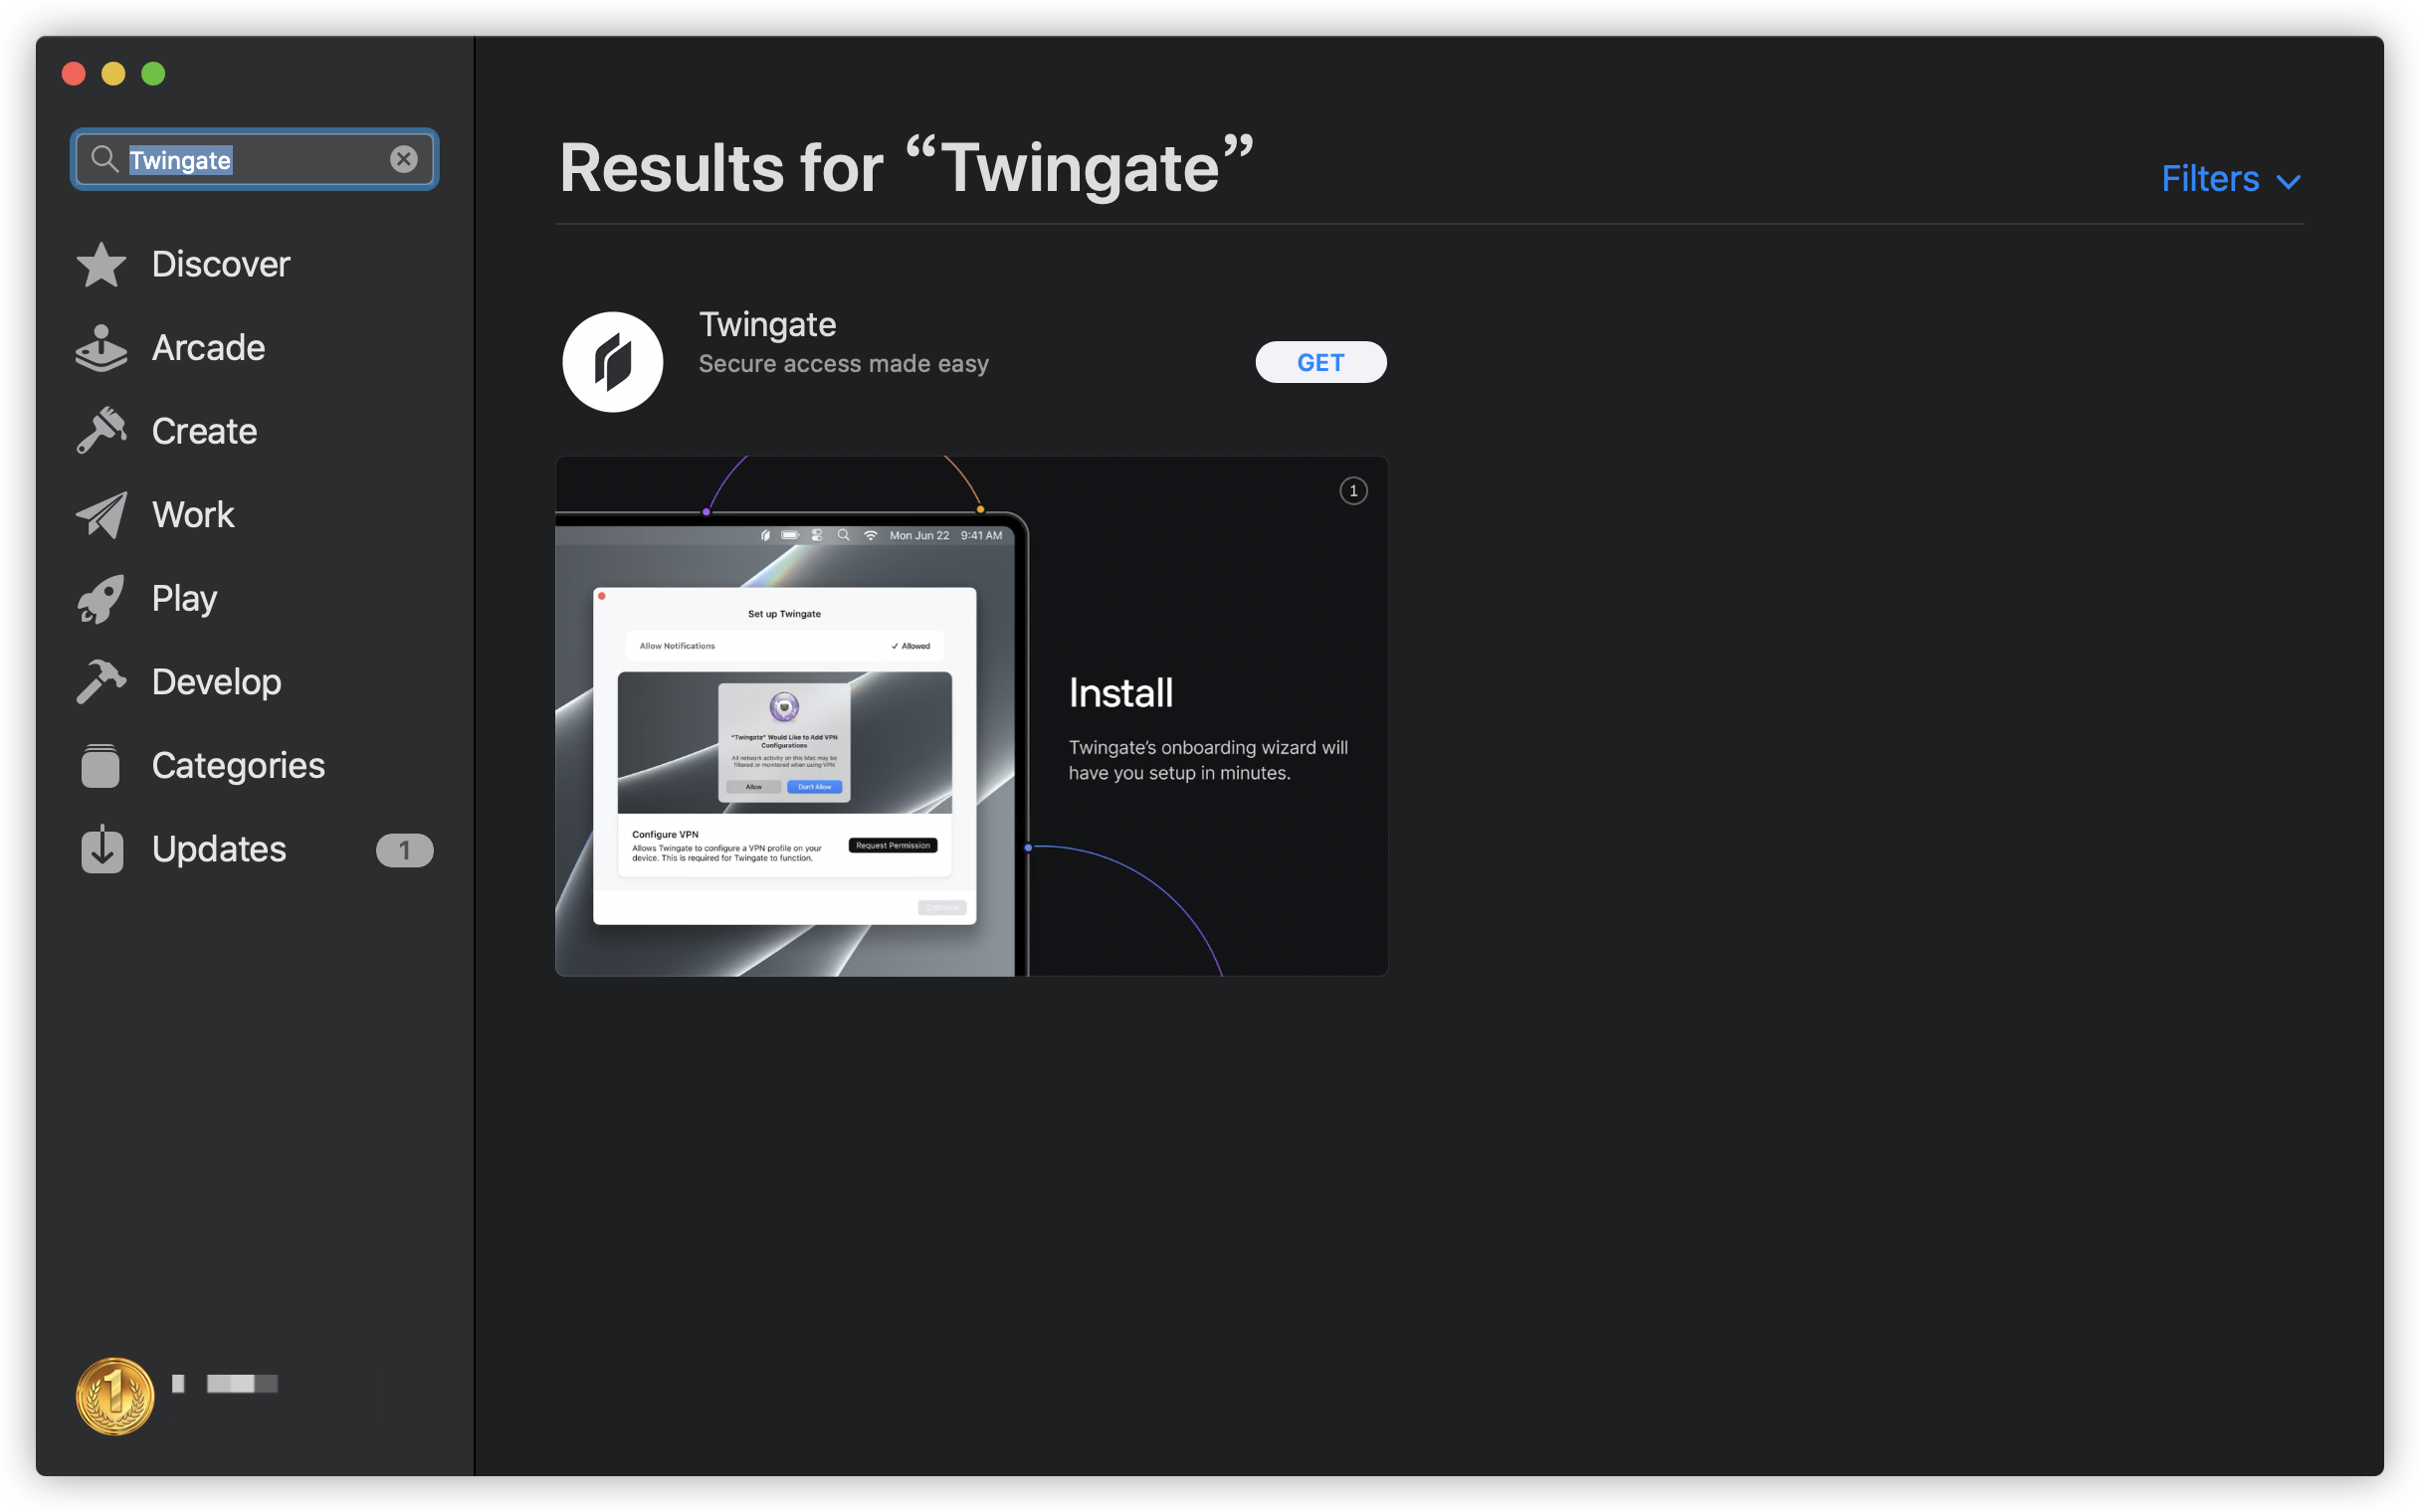 Twingate
Discover
Arcade
Create
Work
Play
Develop
Categories
Updates 1
Results for “Twingate”
Filters
Twingate
Secure access made easy
GET
1
Mon Jun 22 9:41 AM
Set up Twingate
Allow Notifications ✓ Allowed
"Twingate" Would Like to Add VPN
Configurations
All network activity on this Mac may be
filtered or monitored when using VPN
Allow Don't Allow
Configure VPN
Allows Twingate to configure a VPN profile on your
device. This is required for Twingate to function.
Request Permission
Continue
Install
Twingate’s onboarding wizard will
have you setup in minutes.
1